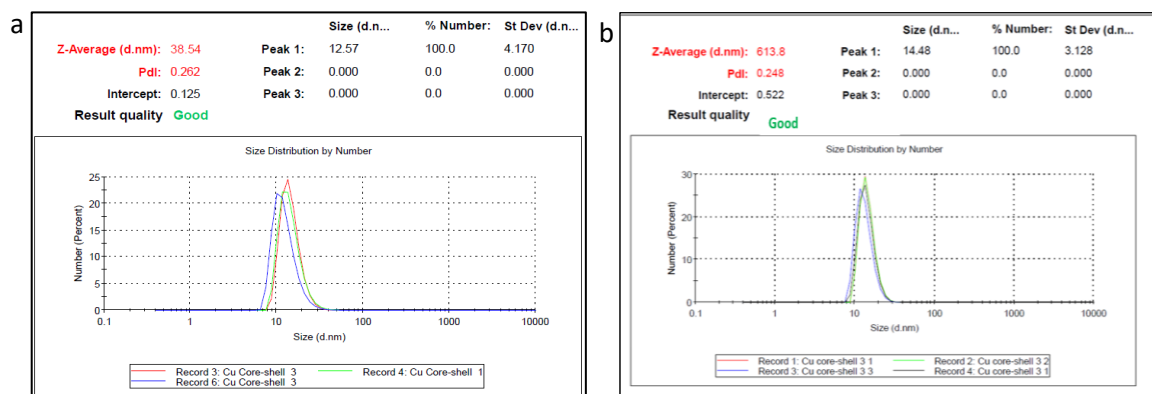 a
Size (d.n... % Number: St Dev (d.n...
Z-Average (d.nm): 38.54 Peak 1: 12.57 100.0 4.170
PdI: 0.262 Peak 2: 0.000 0.0 0.000
Intercept: 0.125 Peak 3: 0.000 0.0 0.000
Result quality Good
Size Distribution by Number
Number (Percent)
25
20
15
10
5
0
0.1 1 10 100 1000 10000
Size (d.nm)
Record 3: Cu Core-shell 3 Record 4: Cu Core-shell 1
Record 6: Cu Core-shell 3
b
Size (d.n... % Number: St Dev (d.n...
Z-Average (d.nm): 613.8 Peak 1: 14.48 100.0 3.128
PdI: 0.248 Peak 2: 0.000 0.0 0.000
Intercept: 0.522 Peak 3: 0.000 0.0 0.000
Result quality Good
Size Distribution by Number
Number (Percent)
30
20
10
0
0.1 1 10 100 1000 10000
Size (d.nm)
Record 1: Cu core-shell 3 1 Record 2: Cu core-shell 3 2
Record 3: Cu core-shell 3 3 Record 4: Cu core-shell 3 1